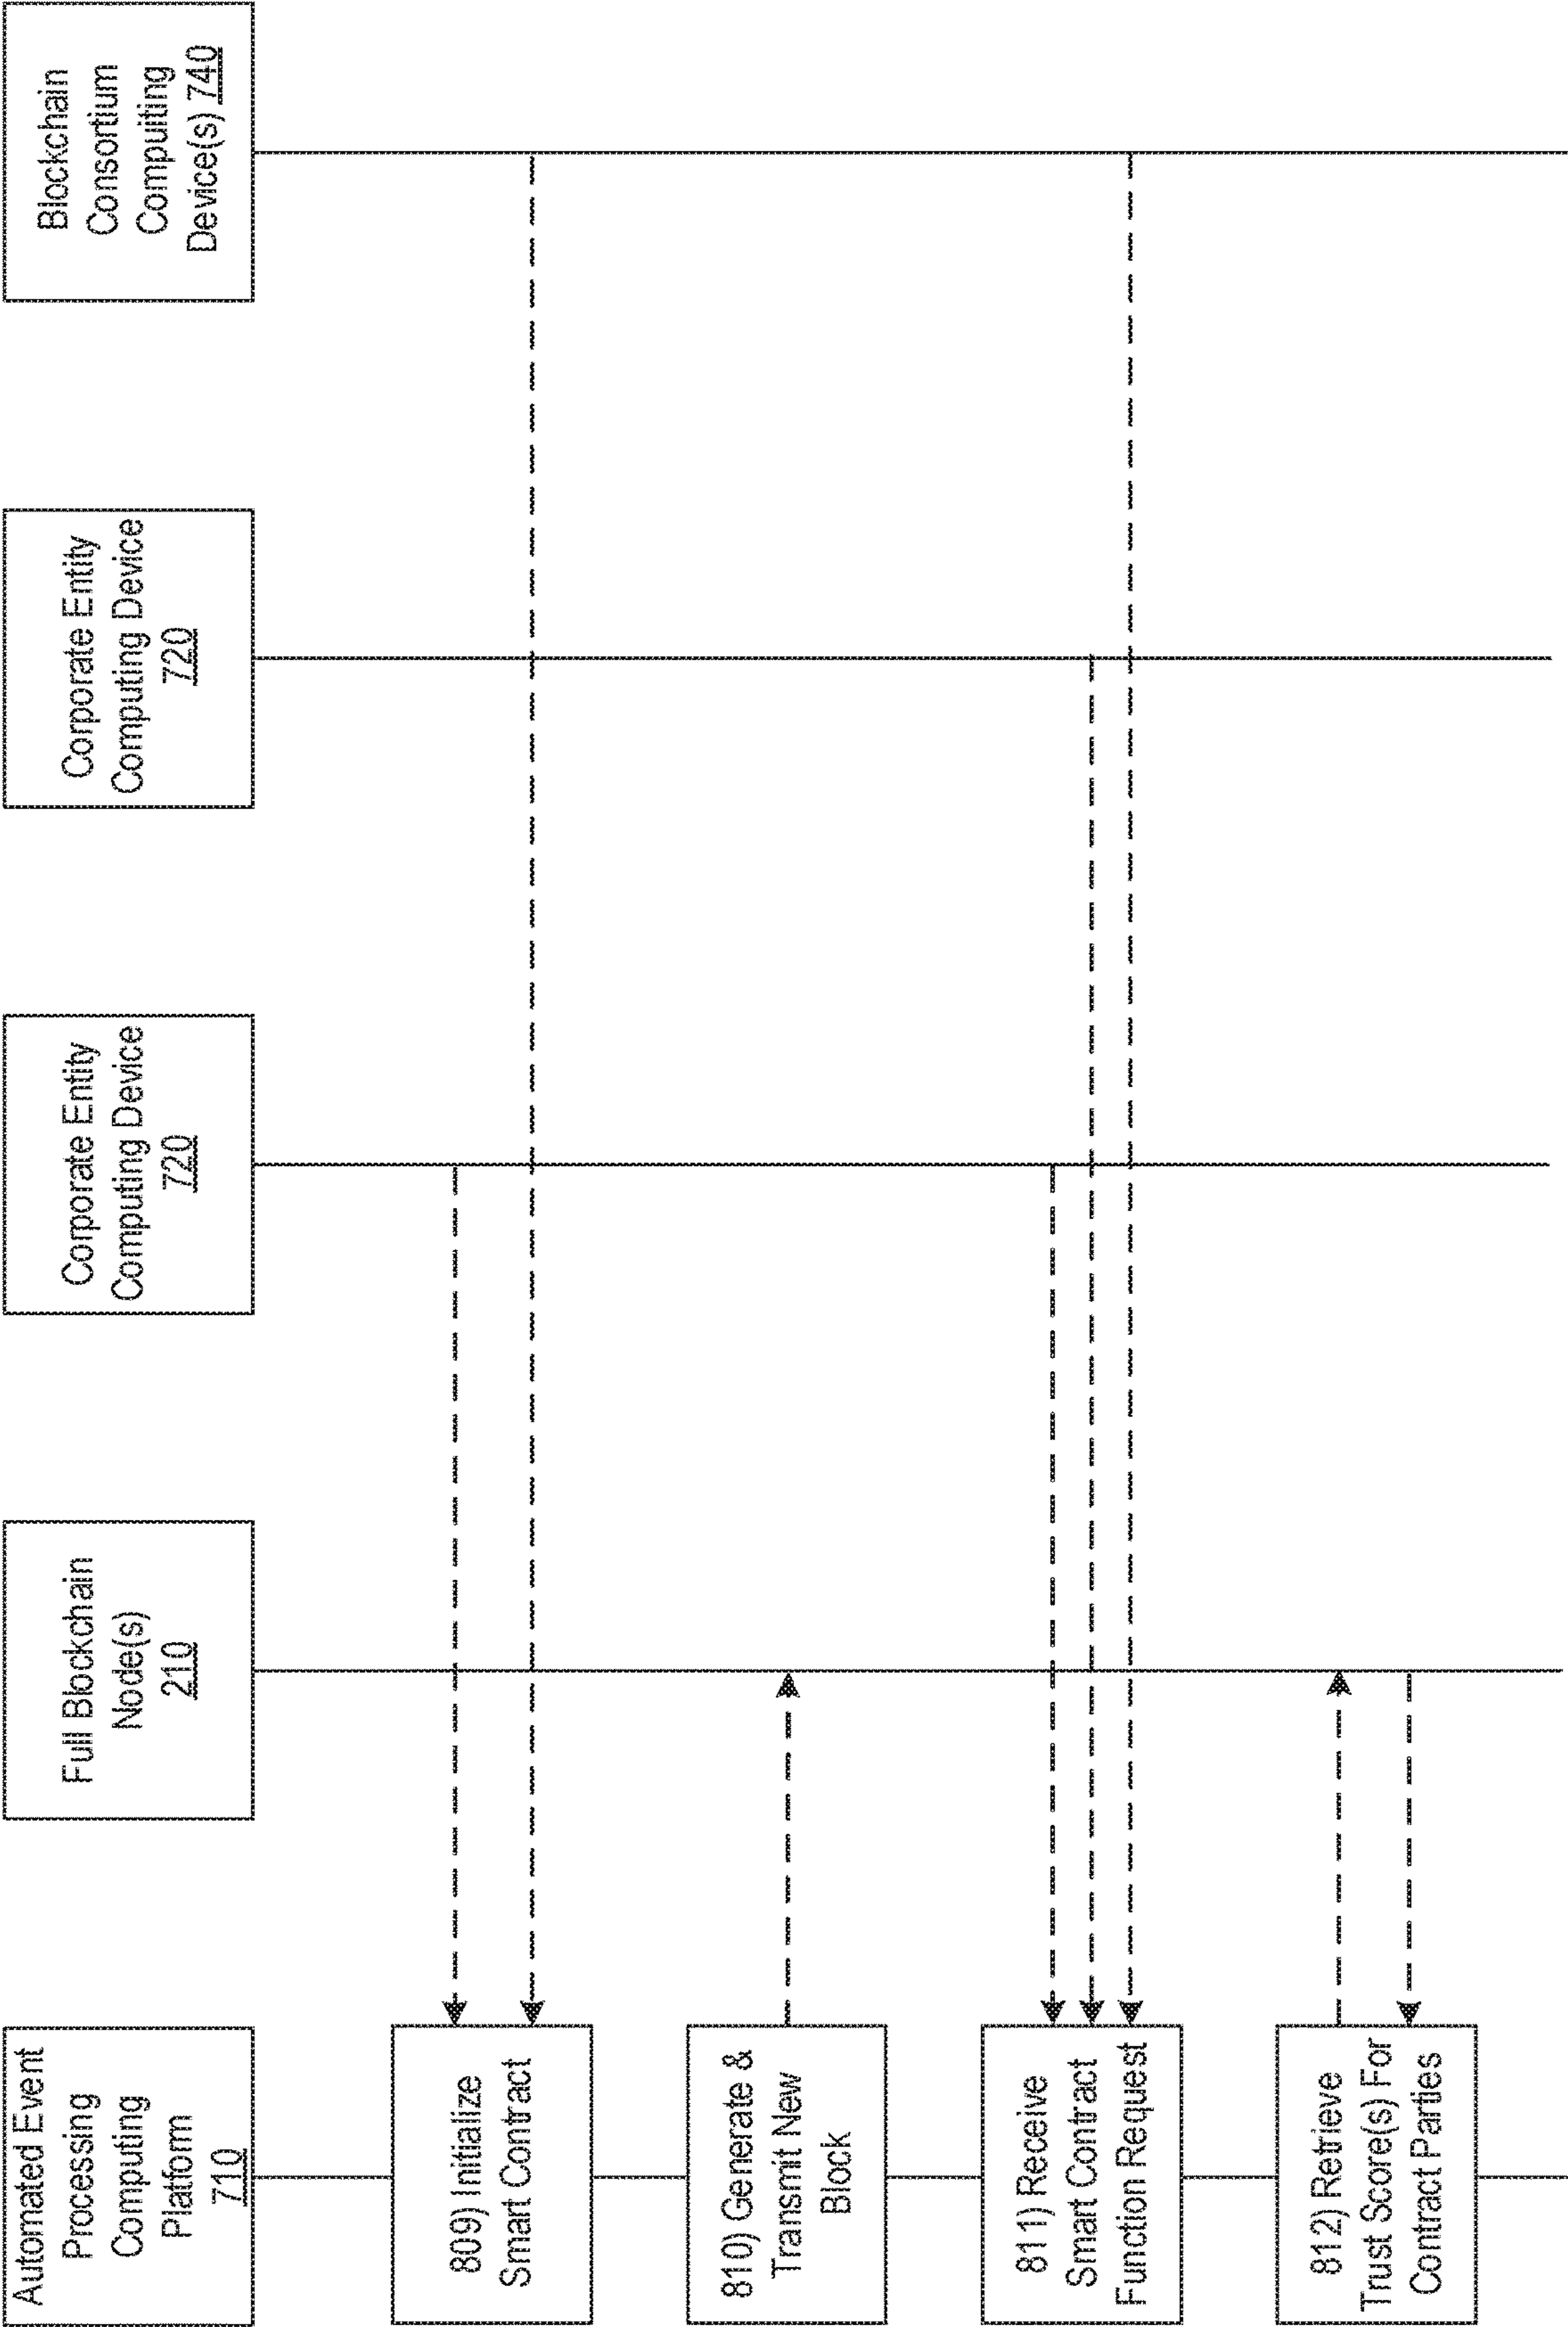 Automated Event
Processing
Computing
Platform
710
Full Blockchain
Node(s)
210
Corporate Entity
Computing Device
720
Corporate Entity
Computing Device
720
Blockchain
Consortium
Compuiting
Device(s) 740
809) Initialize
Smart Contract
810) Generate &
Transmit New
Block
811) Receive
Smart Contract
Function Request
812) Retrieve
Trust Score(s) For
Contract Parties